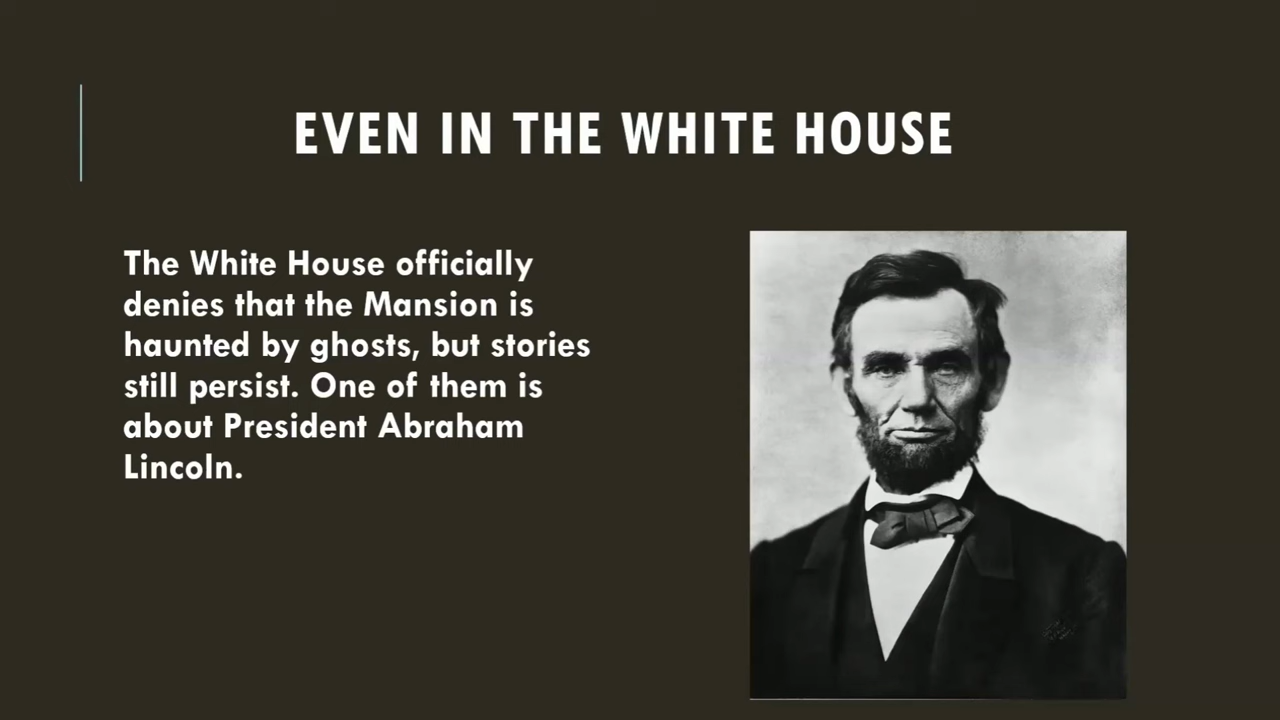 EVEN IN THE WHITE HOUSE
The White House officially
denies that the Mansion is
haunted by ghosts, but stories
still persist. One of them is
about President Abraham
Lincoln.